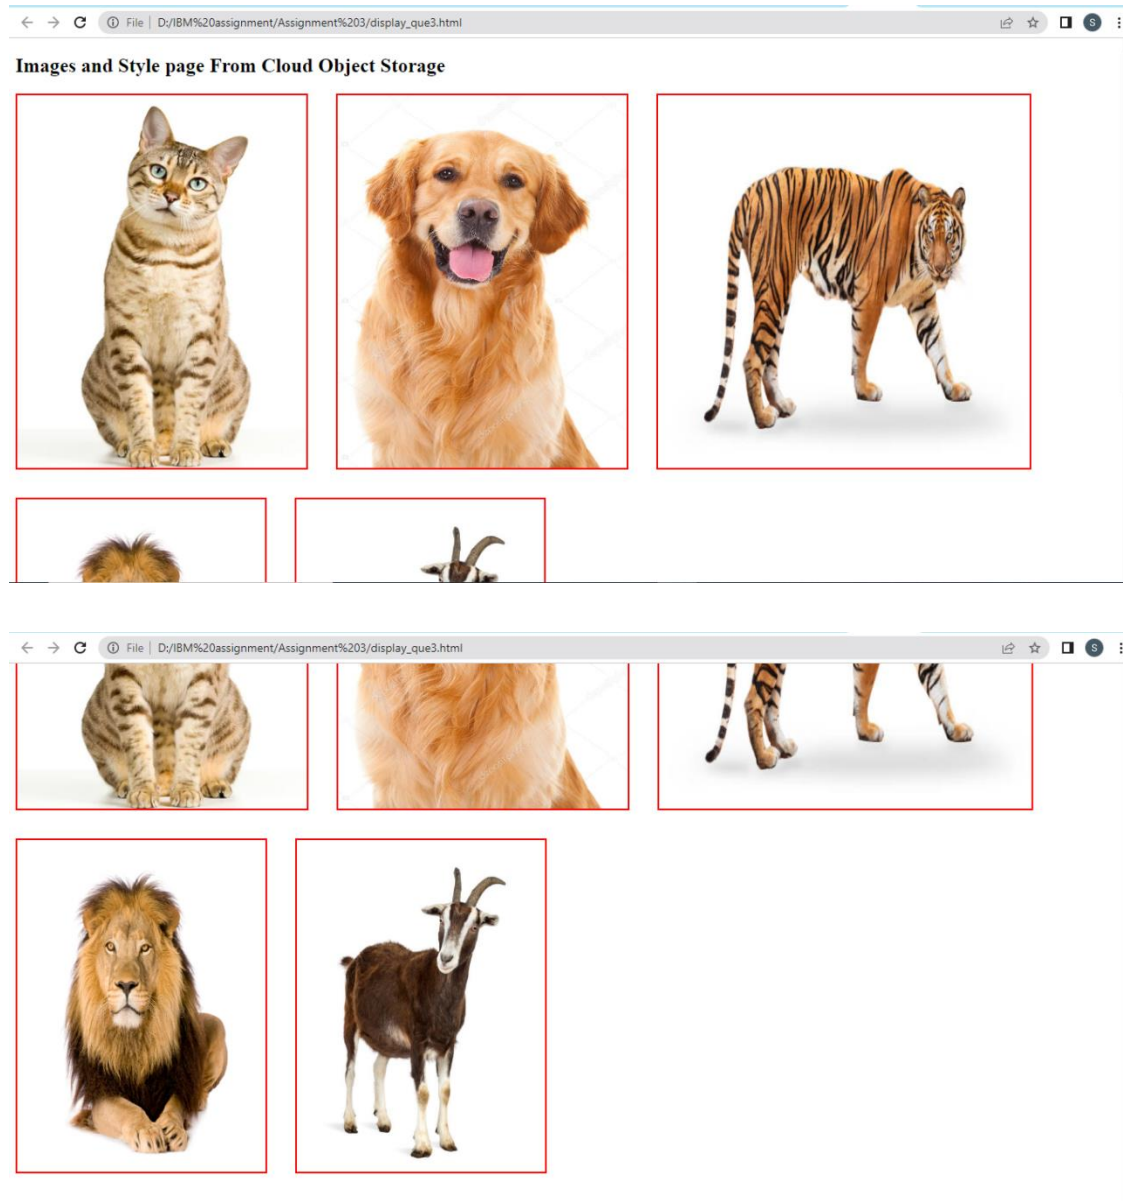 File | D:/IBM%20assignment/Assignment%203/display_que3.html
S
Images and Style page From Cloud Object Storage
File | D:/IBM%20assignment/Assignment%203/display_que3.html
S